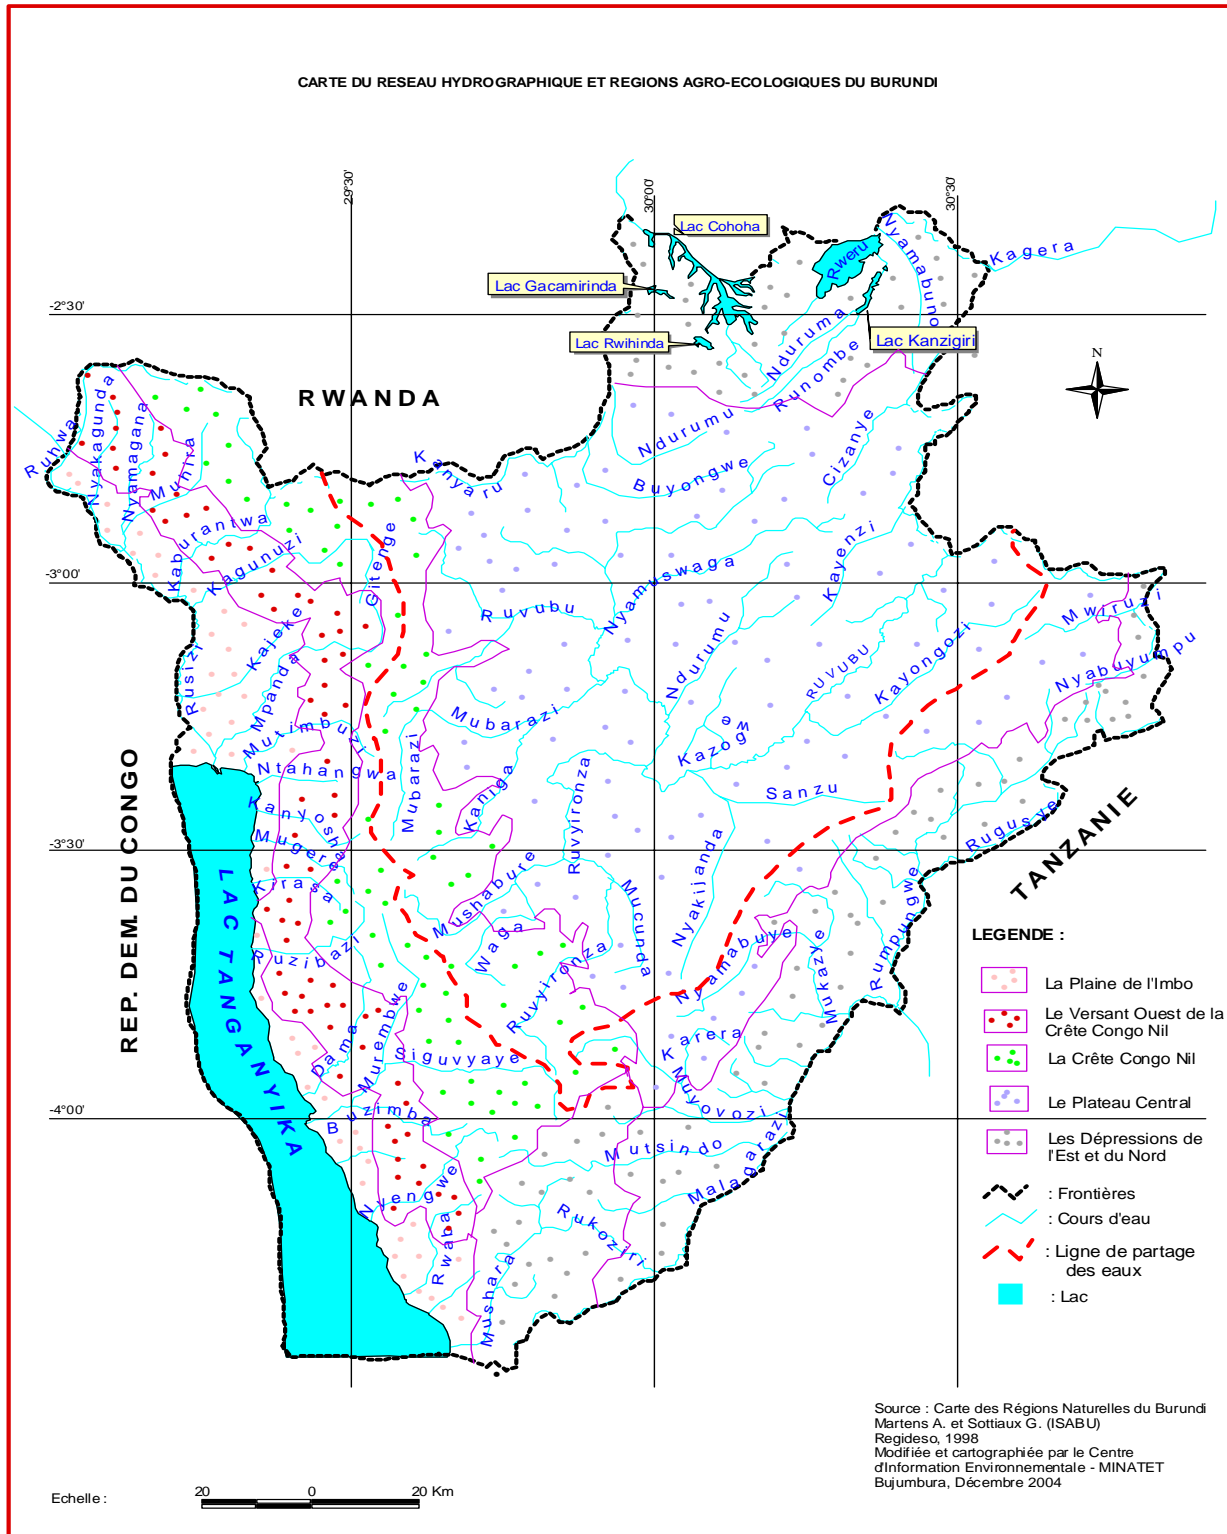 CARTE DU RESEAU HYDROGRAPHIQUE ET REGIONS AGRO-ECOLOGIQUES DU BURUNDI
29°30'
30°00'
30°30'
Lac Cohoha
Rweru
Nyamabuno
Kagera
Lac Gacamirinda
-2°30'
Lac Rwihinda
Lac Kanzigiri
Nduruma
Runombe
N
RWANDA
Ruhwa
Nyakagunda
Nyamagana
Muhira
Kanyaru
Ndurumu
Buyongwe
Cizanye
Kaburantwa
Kagunuzi
Gitenge
Nyamuswaga
Kayenzi
-3°00'
Ruvubu
Mwiruzi
Nyabuyumpu
Rusizi
Kajeke
Mpanda
Ndurumu
RUVUBU
Kayongozi
Mutimbuzi
Mubarazi
Mubarazi
Kazogwe
Ntahangwa
Kaniga
Ruvyironza
Sanzu
REP. DEM. DU CONGO
Kanyosha
Mugere
-3°30'
Kirasa
Rugusye
TANZANIE
LAC TANGANYIKA
Mushabure
Mucunda
Nyakijanda
Rumpungwe
Ruzibazi
Waga
Ruvyironza
Nyamabuye
Mukazye
Dama
Murembwe
Siguvyaye
Karera
-4°00'
Buzimba
Muyovozi
Mutsindo
Malagarazi
Nyengwe
Rwaba
Rukoziri
Mushara
LEGENDE :
La Plaine de l'Imbo
Le Versant Ouest de la
Crête Congo Nil
La Crête Congo Nil
Le Plateau Central
Les Dépressions de
l'Est et du Nord
: Frontières
: Cours d'eau
: Ligne de partage
des eaux
: Lac
Source : Carte des Régions Naturelles du Burundi
Martens A. et Sottiaux G. (ISABU)
Regideso, 1998
Modifiée et cartographiée par le Centre
d'Information Environnementale - MINATET
Bujumbura, Décembre 2004
Echelle :
20 0 20 Km